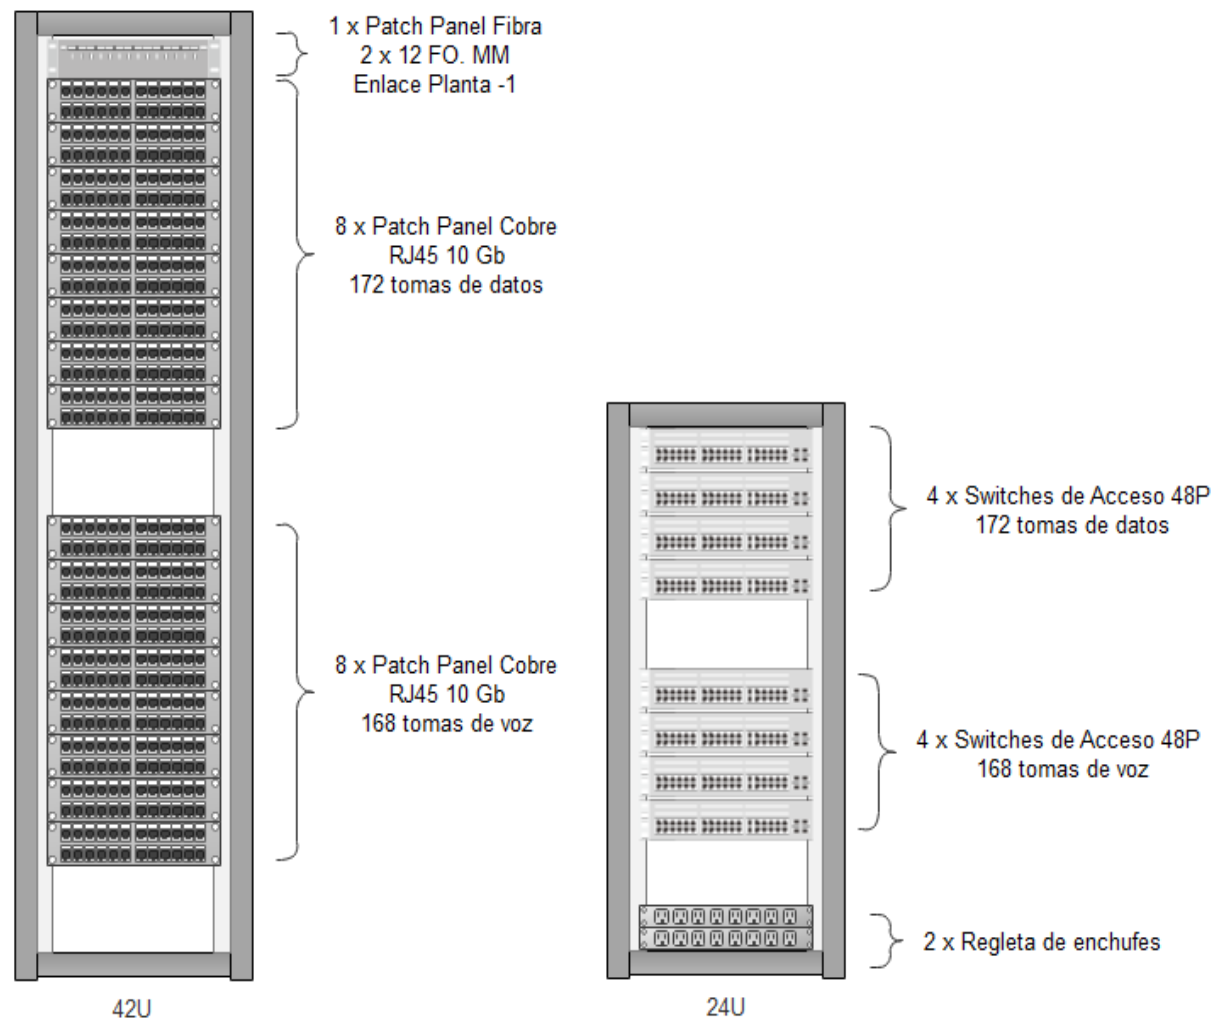 1 x Patch Panel Fibra
2 x 12 FO. MM
Enlace Planta -1
8 x Patch Panel Cobre
RJ45 10 Gb
172 tomas de datos
8 x Patch Panel Cobre
RJ45 10 Gb
168 tomas de voz
42U
4 x Switches de Acceso 48P
172 tomas de datos
4 x Switches de Acceso 48P
168 tomas de voz
2 x Regleta de enchufes
24U